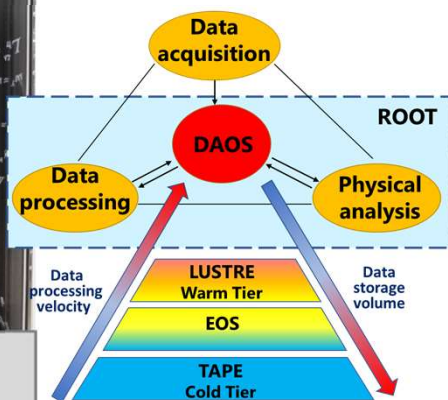 Data
acquisition
ROOT
DAOS
Data
processing
Physical
analysis
Data
processing
velocity
LUSTRE
Warm Tier
Data
storage
volume
EOS
TAPE
Cold Tier